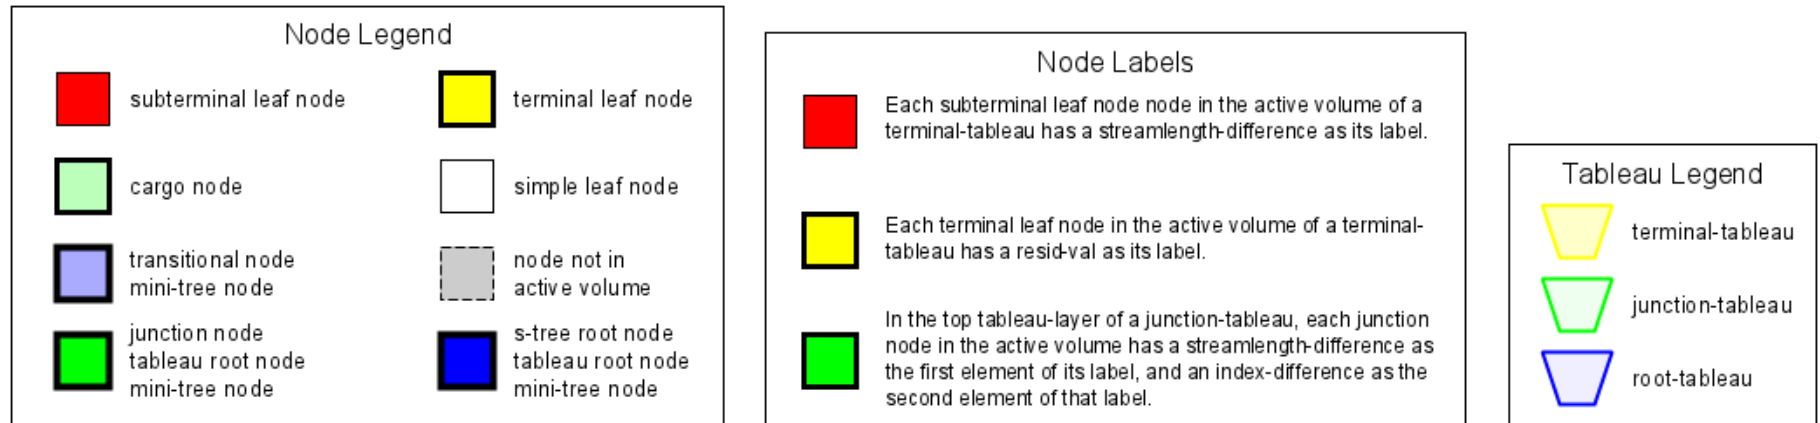 Node Legend
subterminal leaf node
terminal leaf node
cargo node
simple leaf node
transitional node
mini-tree node
node not in
active volume
junction node
tableau root node
mini-tree node
s-tree root node
tableau root node
mini-tree node
Node Labels
Each subterminal leaf node node in the active volume of a
terminal-tableau has a streamlength-difference as its label.
Each terminal leaf node in the active volume of a terminal-
tableau has a resid-val as its label.
In the top tableau-layer of a junction-tableau, each junction
node in the active volume has a streamlength-difference as
the first element of its label, and an index-difference as the
second element of that label.
Tableau Legend
terminal-tableau
junction-tableau
root-tableau